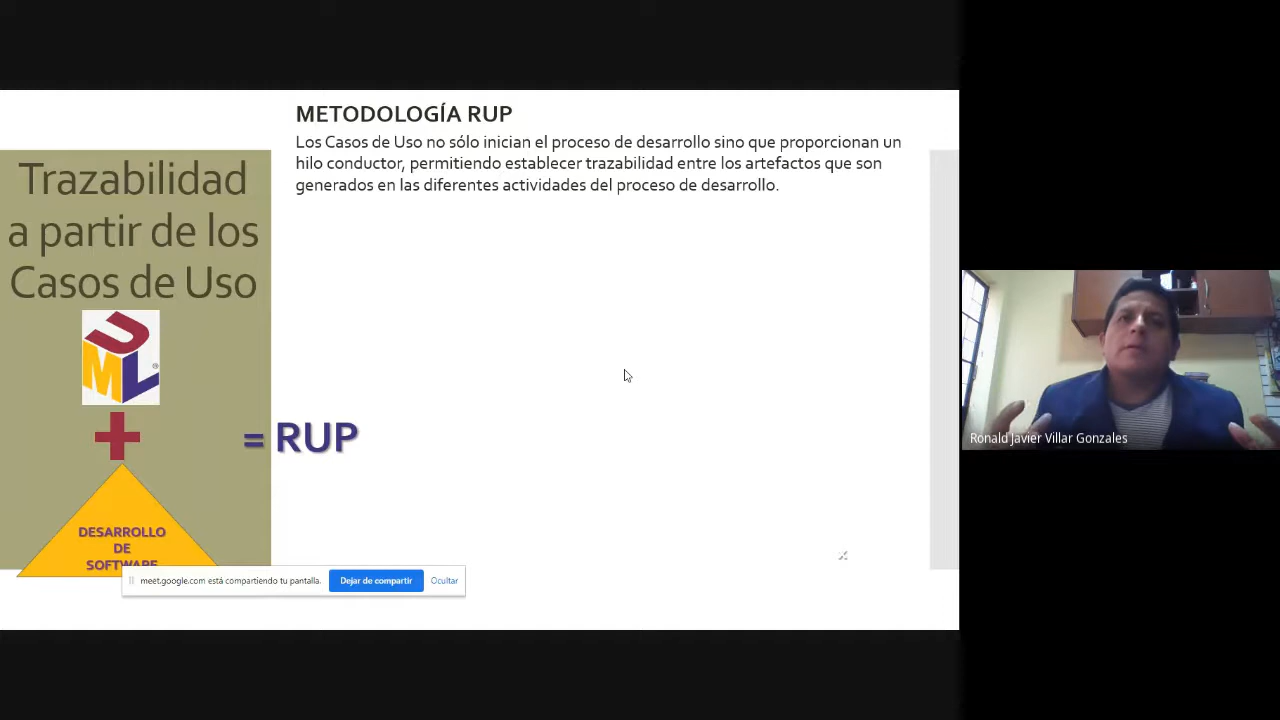 METODOLOGÍA RUP
Los Casos de Uso no sólo inician el proceso de desarrollo sino que proporcionan un
hilo conductor, permitiendo establecer trazabilidad entre los artefactos que son
generados en las diferentes actividades del proceso de desarrollo.
Trazabilidad
a partir de los
Casos de Uso
UML
®
= RUP
DESARROLLO
DE
SOFTWARE
meet.google.com está compartiendo tu pantalla.
Dejar de compartir
Ocultar
Ronald Javier Villar Gonzales